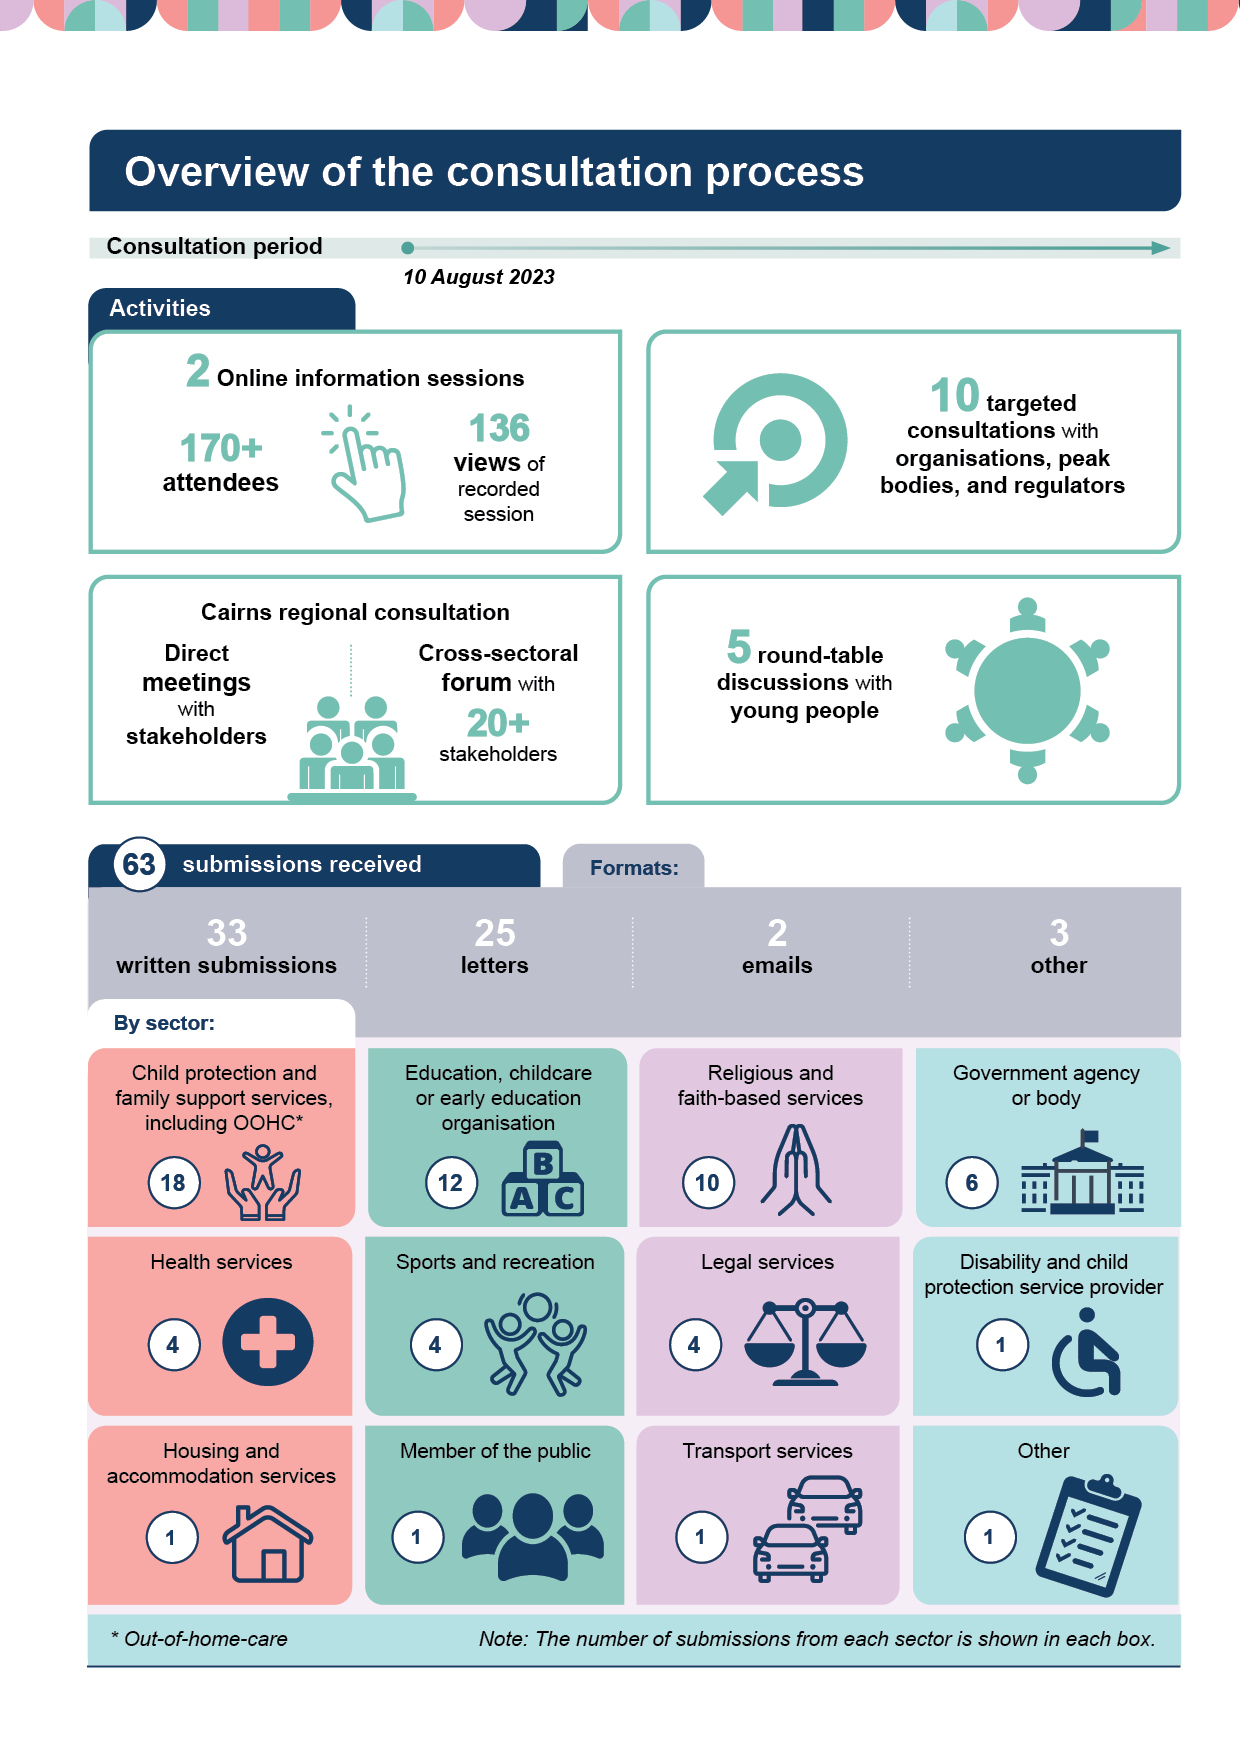 Overview of the consultation process
Consultation period
10 August 2023
Activities
2 Online information sessions
170+
attendees
136
views of
recorded
session
10 targeted
consultations with
organisations, peak
bodies, and regulators
Cairns regional consultation
Direct
meetings
with
stakeholders
Cross-sectoral
forum with
20+
stakeholders
5 round-table
discussions with
young people
63 submissions received
Formats:
33
written submissions
25
letters
2
emails
3
other
By sector:
Child protection and
family support services,
including OOHC*
18
Education, childcare
or early education
organisation
12
B
A C
Religious and
faith-based services
10
Government agency
or body
6
Health services
4
Sports and recreation
4
Legal services
4
Disability and child
protection service provider
1
Housing and
accommodation services
1
Member of the public
1
Transport services
1
Other
1
* Out-of-home-care
Note: The number of submissions from each sector is shown in each box.